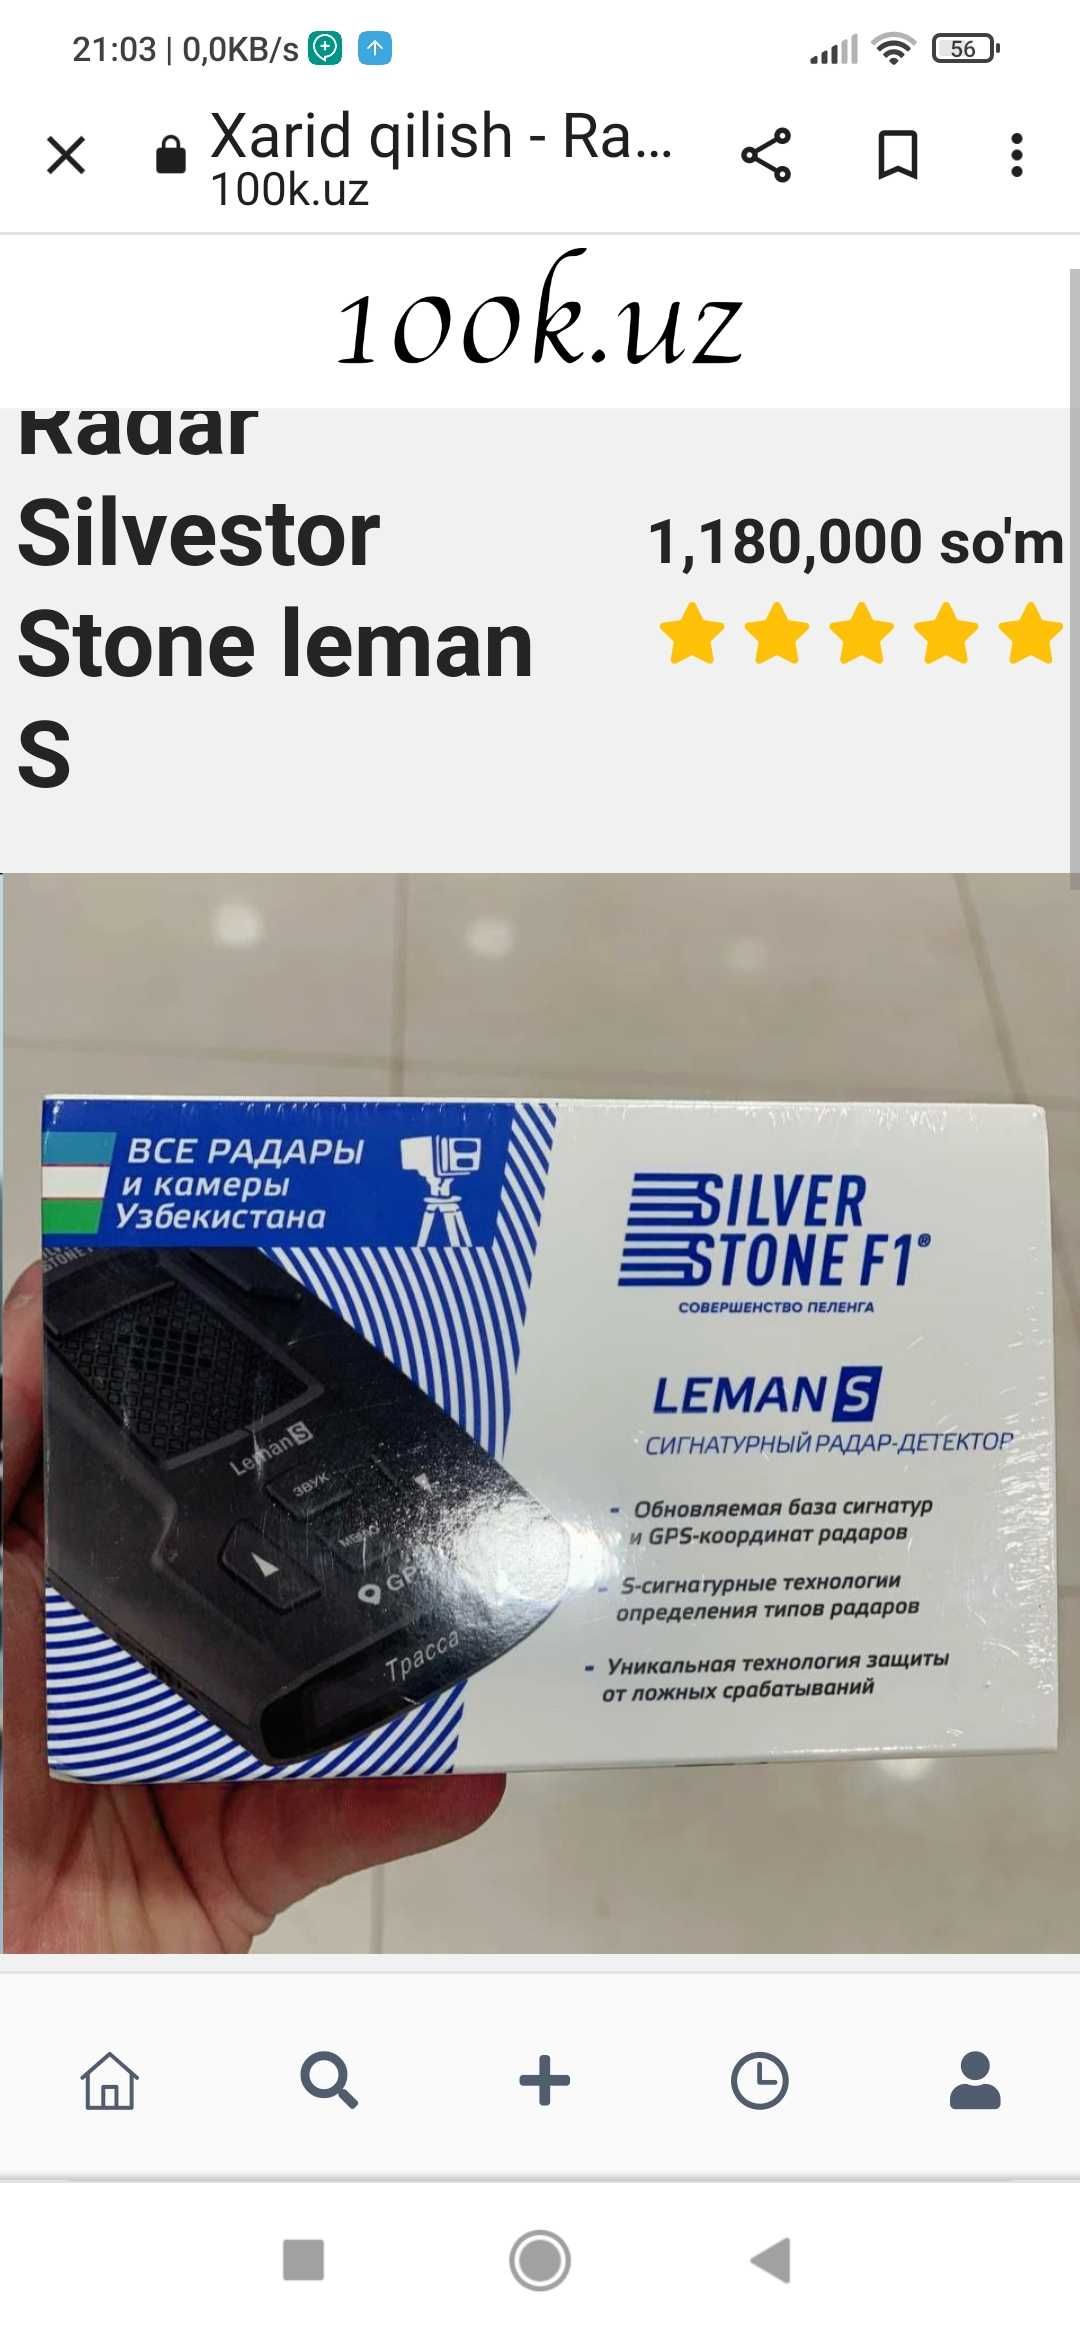 21:03 | 0,0KB/s
56
Xarid qilish - Ra...
100k.uz
100k.uz
Radar
Silvestor
Stone leman
S
1,180,000 so'm
ВСЕ РАДАРЫ
и камеры
Узбекистана
SILVER
STONE F1®
СОВЕРШЕНСТВО ПЕЛЕНГА
LEMAN S
СИГНАТУРНЫЙ РАДАР-ДЕТЕКТОР
- Обновляемая база сигнатур
и GPS-координат радаров
- S-сигнатурные технологии
определения типов радаров
- Уникальная технология защиты
от ложных срабатываний
Leman S
ЗВУК
МЕНЮ
Трасса